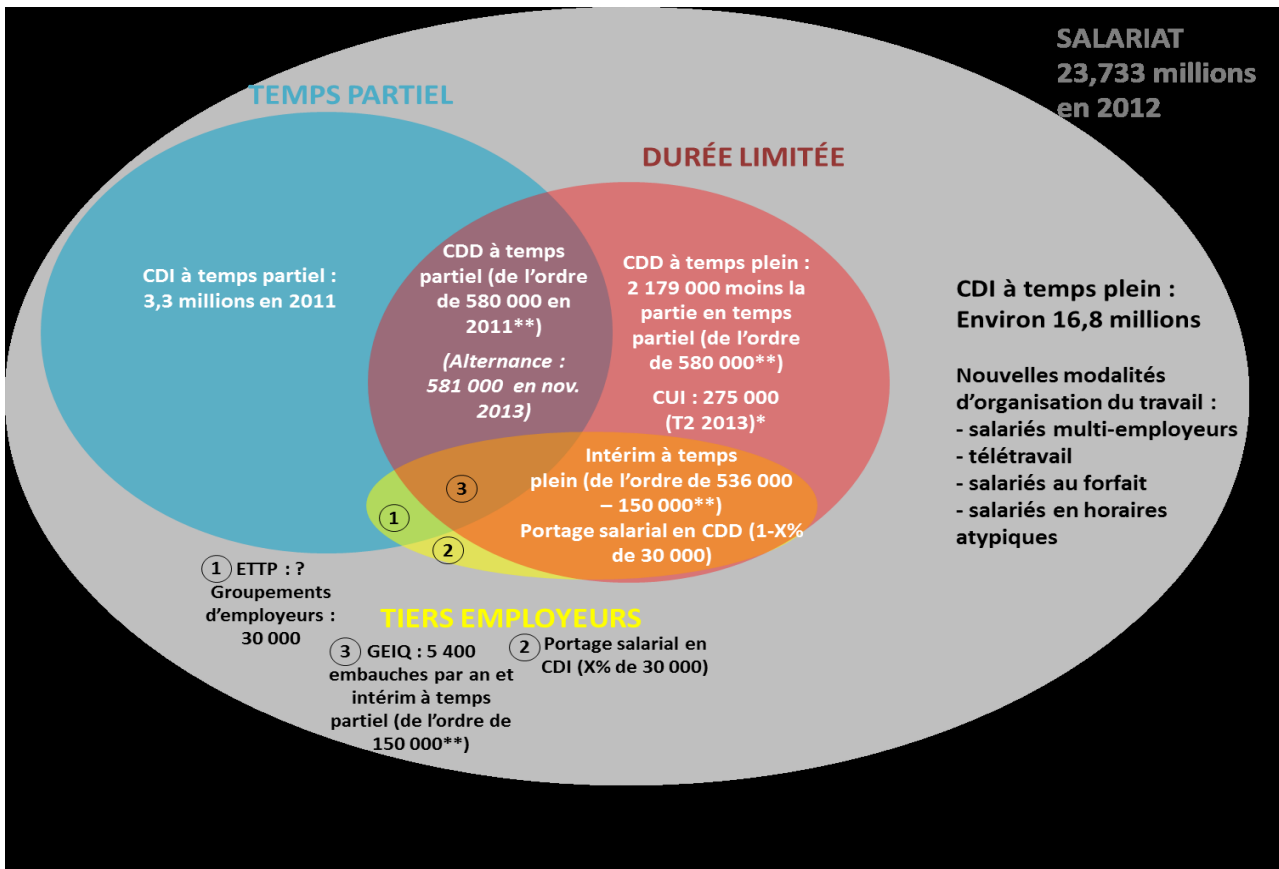 SALARIAT
23,733 millions
en 2012
TEMPS PARTIEL
DURÉE LIMITÉE
CDI à temps partiel :
3,3 millions en 2011
CDD à temps
partiel (de l'ordre
de 580 000 en
2011**)
(Alternance :
581 000 en nov.
2013)
CDD à temps plein :
2 179 000 moins la
partie en temps
partiel (de l'ordre
de 580 000**)
CUI : 275 000
(T2 2013)*
CDI à temps plein :
Environ 16,8 millions
Nouvelles modalités
d'organisation du travail :
- salariés multi-employeurs
- télétravail
- salariés au forfait
- salariés en horaires
atypiques
Intérim à temps
plein (de l'ordre de 536 000
– 150 000**)
Portage salarial en CDD (1-X%
de 30 000)
3
1
2
1 ETTP : ?
Groupements
d'employeurs :
30 000
TIERS EMPLOYEURS
3 GEIQ : 5 400
embauches par an et
intérim à temps
partiel (de l'ordre de
150 000**)
2 Portage salarial en
CDI (X% de 30 000)